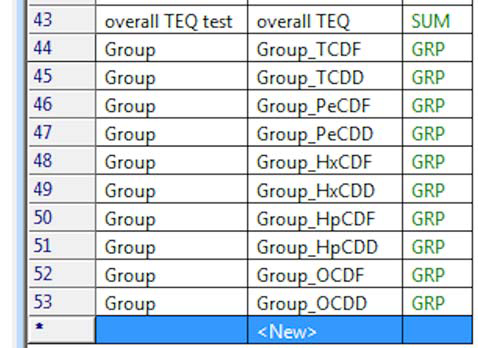 43 overall TEQ test overall TEQ SUM
44 Group Group_TCDF GRP
45 Group Group_TCDD GRP
46 Group Group_PeCDF GRP
47 Group Group_PeCDD GRP
48 Group Group_HxCDF GRP
49 Group Group_HxCDD GRP
50 Group Group_HpCDF GRP
51 Group Group_HpCDD GRP
52 Group Group_OCDF GRP
53 Group Group_OCDD GRP
* <New>